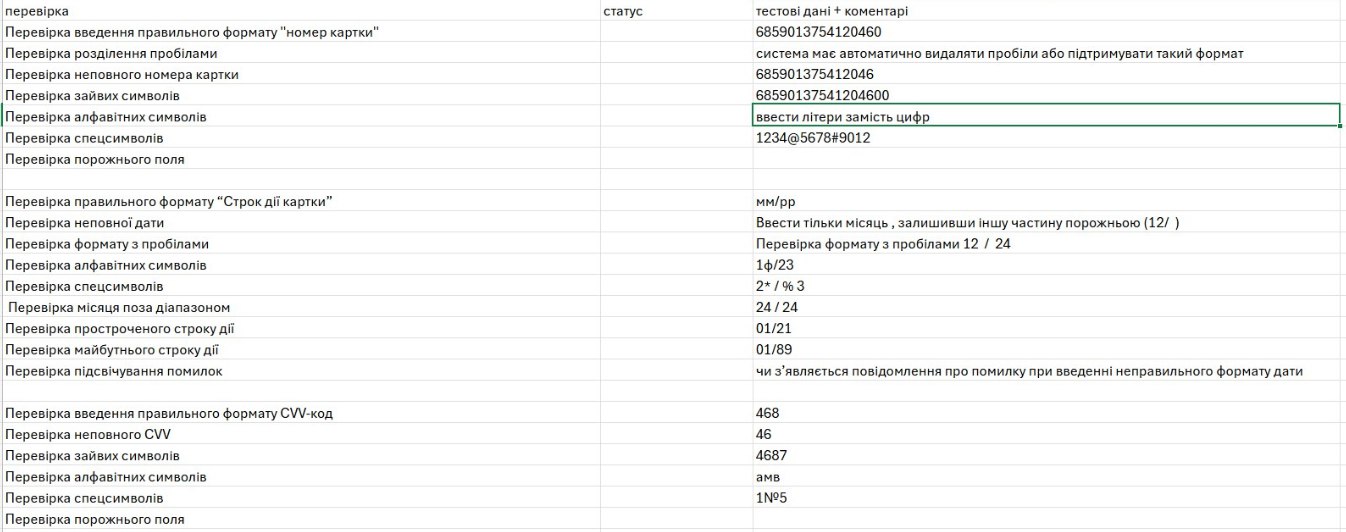 перевірка статус тестові дані + коментарі
Перевірка введення правильного формату "номер картки" 6859013754120460
Перевірка розділення пробілами система має автоматично видаляти пробіли або підтримувати такий формат
Перевірка неповного номера картки 685901375412046
Перевірка зайвих символів 68590137541204600
Перевірка алфавітних символів ввести літери замість цифр
Перевірка спецсимволів 1234@5678#9012
Перевірка порожнього поля
Перевірка правильного формату “Строк дії картки” мм/рр
Перевірка неповної дати Ввести тільки місяць , залишивши іншу частину порожньою (12/ )
Перевірка формату з пробілами Перевірка формату з пробілами 12 / 24
Перевірка алфавітних символів 1ф/23
Перевірка спецсимволів 2* / % 3
Перевірка місяця поза діапазоном 24 / 24
Перевірка простроченого строку дії 01/21
Перевірка майбутнього строку дії 01/89
Перевірка підсвічування помилок чи з’являється повідомлення про помилку при введенні неправильного формату дати
Перевірка введення правильного формату CVV-код 468
Перевірка неповного CVV 46
Перевірка зайвих символів 4687
Перевірка алфавітних символів амв
Перевірка спецсимволів 1№5
Перевірка порожнього поля